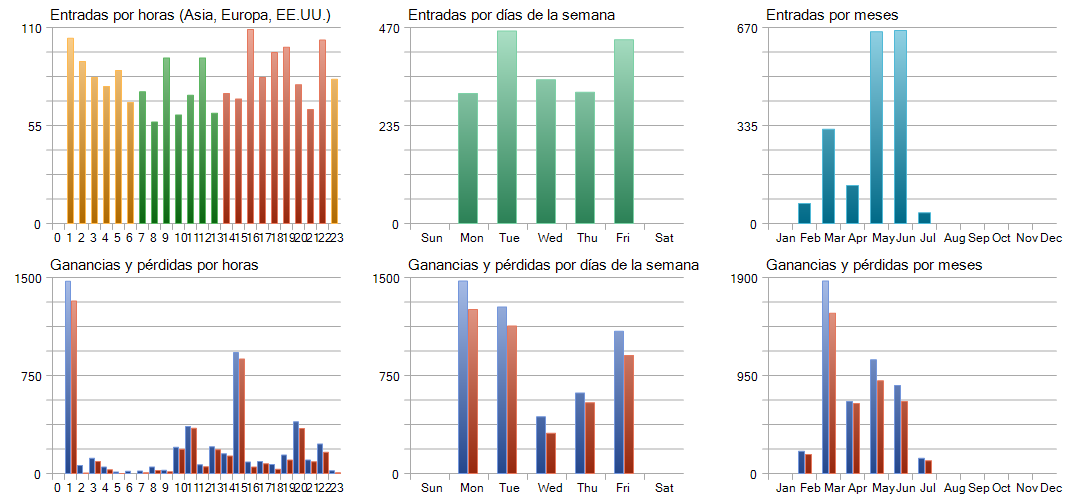 Entradas por horas (Asia, Europa, EE.UU.)
110
55
0
0 1 2 3 4 5 6 7 8 9 10 11 12 13 14 15 16 17 18 19 20 21 22 23
Entradas por días de la semana
470
235
0
Sun Mon Tue Wed Thu Fri Sat
Entradas por meses
670
335
0
Jan Feb Mar Apr May Jun Jul Aug Sep Oct Nov Dec
Ganancias y pérdidas por horas
1500
750
0
0 1 2 3 4 5 6 7 8 9 10 11 12 13 14 15 16 17 18 19 20 21 22 23
Ganancias y pérdidas por días de la semana
1500
750
0
Sun Mon Tue Wed Thu Fri Sat
Ganancias y pérdidas por meses
1900
950
0
Jan Feb Mar Apr May Jun Jul Aug Sep Oct Nov Dec